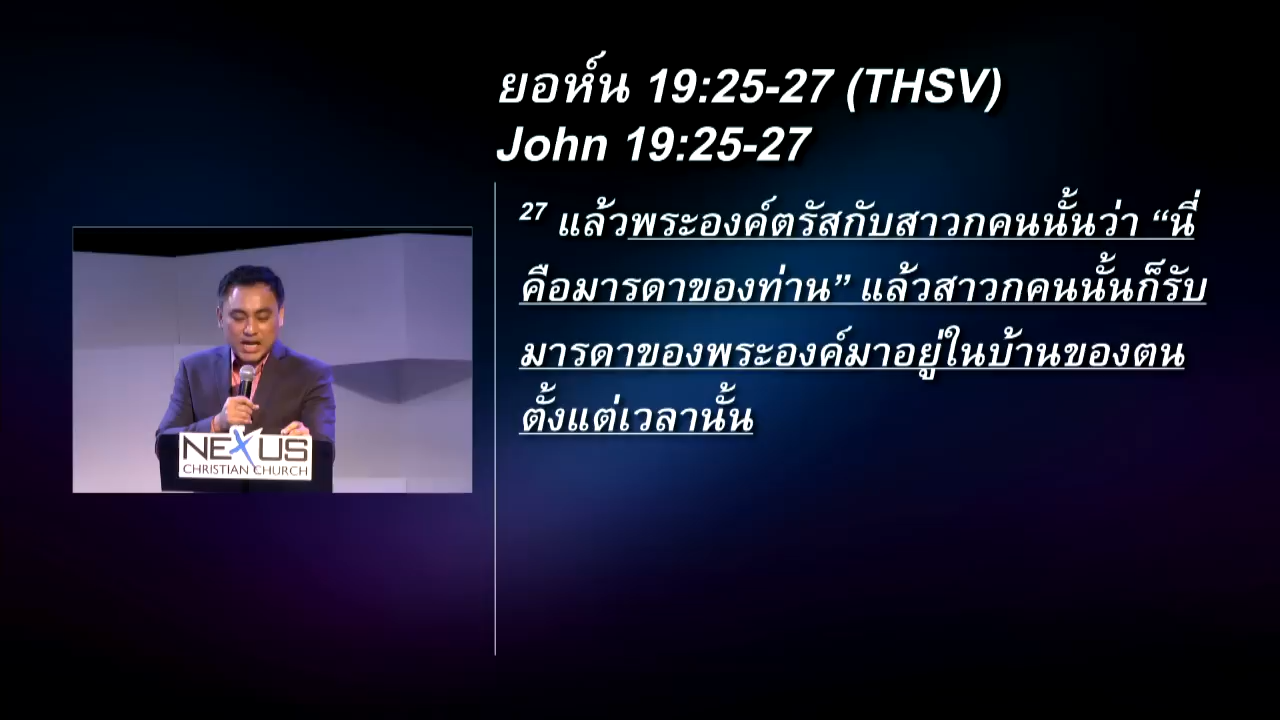 ยอห์น 19:25-27 (THSV)
John 19:25-27
27 แล้วพระองค์ตรัสกับสาวกคนนั้นว่า “นี่
คือมารดาของท่าน” แล้วสาวกคนนั้นก็รับ
มารดาของพระองค์มาอยู่ในบ้านของตน
ตั้งแต่เวลานั้น
NEXUS
CHRISTIAN CHURCH